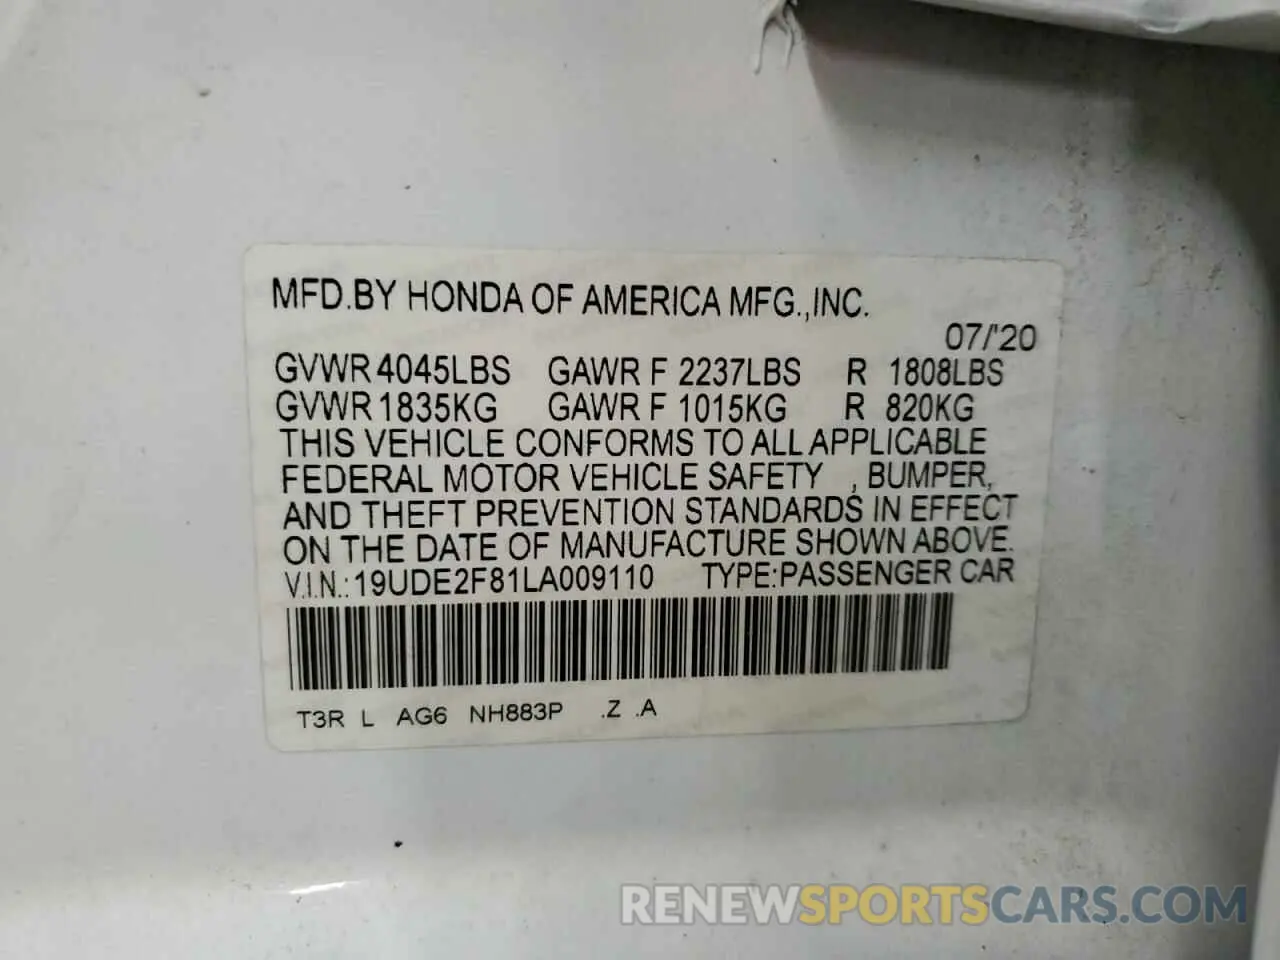 MFD.BY HONDA OF AMERICA MFG.,INC.
07/'20
GVWR 4045LBS GAWR F 2237LBS R 1808LBS
GVWR 1835KG GAWR F 1015KG R 820KG
THIS VEHICLE CONFORMS TO ALL APPLICABLE
FEDERAL MOTOR VEHICLE SAFETY , BUMPER,
AND THEFT PREVENTION STANDARDS IN EFFECT
ON THE DATE OF MANUFACTURE SHOWN ABOVE.
V.I.N.: 19UDE2F81LA009110 TYPE:PASSENGER CAR
T3R L AG6 NH883P .Z .A
RENEWSPORTSCARS.COM